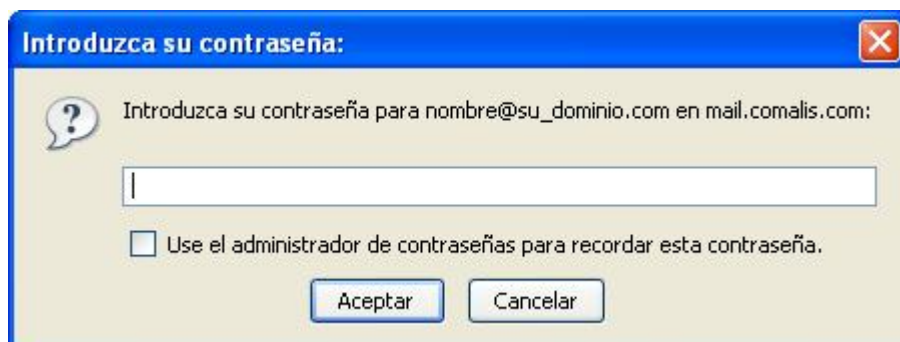 Introduzca su contraseña:
Introduzca su contraseña para nombre@su_dominio.com en mail.comalis.com:
Use el administrador de contraseñas para recordar esta contraseña.
Aceptar Cancelar